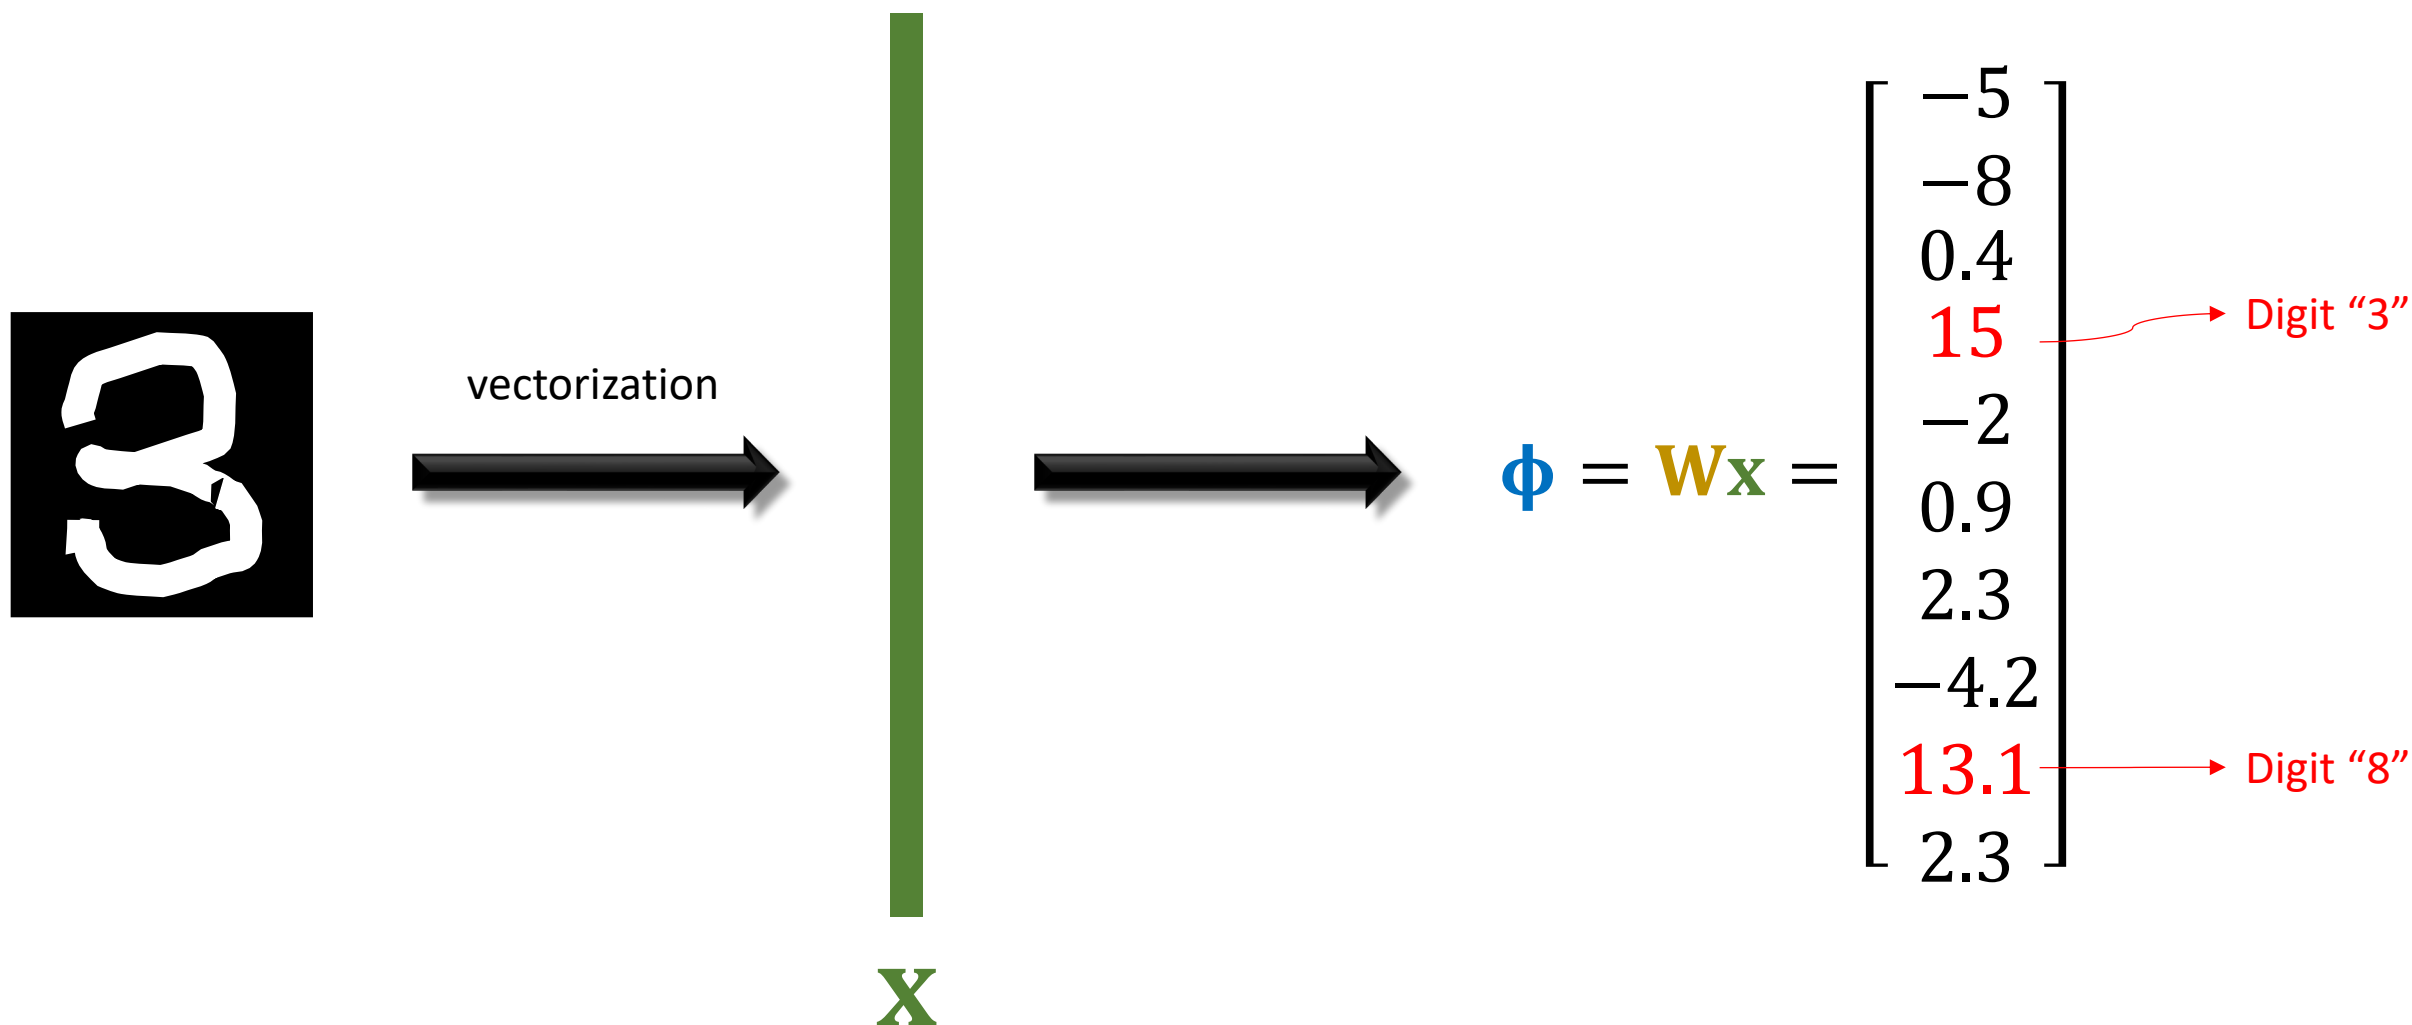 vectorization
x
ϕ = Wx =
−5
−8
0.4
15
−2
0.9
2.3
−4.2
13.1
2.3
Digit “3”
Digit “8”